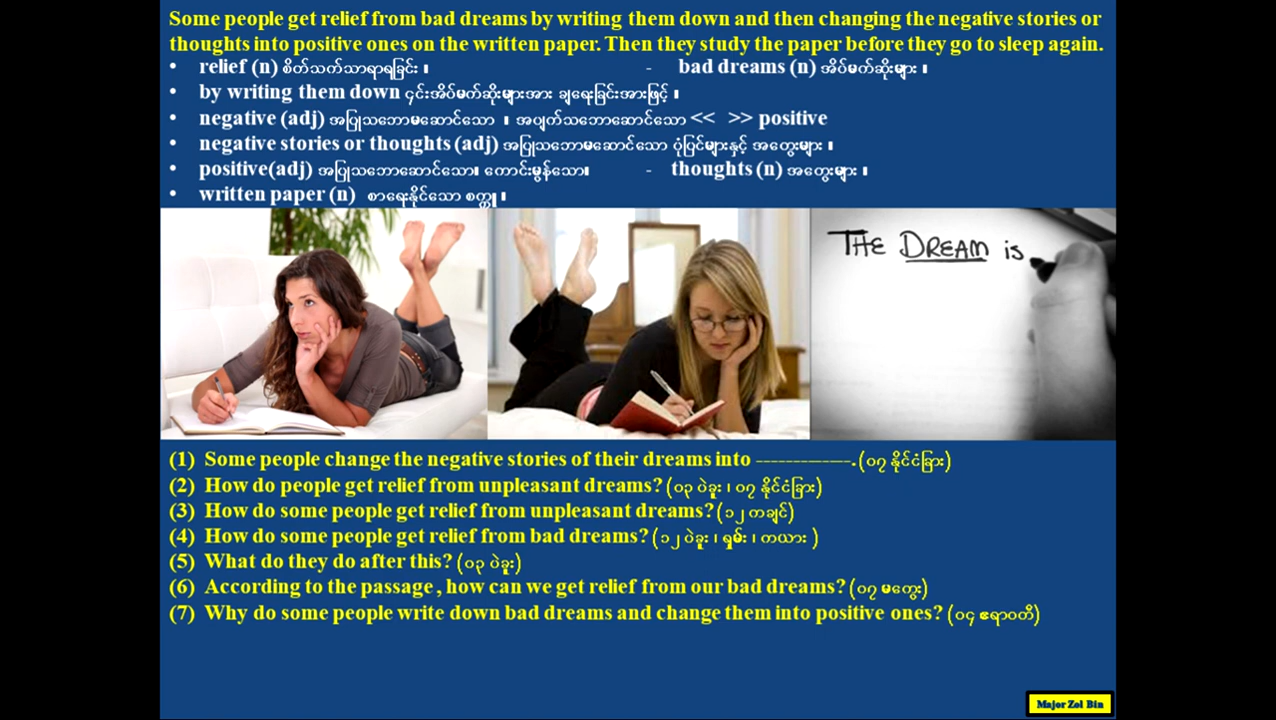 Some people get relief from bad dreams by writing them down and then changing the negative stories or
thoughts into positive ones on the written paper. Then they study the paper before they go to sleep again.
• relief (n) စိတ်သက်သာရာရခြင်း ။ - bad dreams (n) အိပ်မက်ဆိုးများ ။
• by writing them down ၎င်းအိပ်မက်ဆိုးများအား ချရေးခြင်းအားဖြင့် ။
• negative (adj) အပြုသဘောမဆောင်သော ။ အပျက်သဘောဆောင်သော << >> positive
• negative stories or thoughts (adj) အပြုသဘောမဆောင်သော ပုံပြင်များနှင့် အတွေးများ ။
• positive(adj) အပြုသဘောဆောင်သော။ ကောင်းမွန်သော။ - thoughts (n) အတွေးများ ။
• written paper (n) စာရေးနိုင်သော စက္ကူ ။
THE DREAM is
(1) Some people change the negative stories of their dreams into --------------. (၀၇ နိုင်ငံခြား)
(2) How do people get relief from unpleasant dreams? (၀၃ ပဲခူး ၊ ၀၇ နိုင်ငံခြား)
(3) How do some people get relief from unpleasant dreams? (၁၂ ကချင်)
(4) How do some people get relief from bad dreams? (၁၂ ပဲခူး ၊ ရှမ်း ၊ ကယား )
(5) What do they do after this? (၀၃ ပဲခူး)
(6) According to the passage , how can we get relief from our bad dreams? (၀၇ မကွေး)
(7) Why do some people write down bad dreams and change them into positive ones? (၀၄ ဧရာဝတီ)
Major Zol Bin